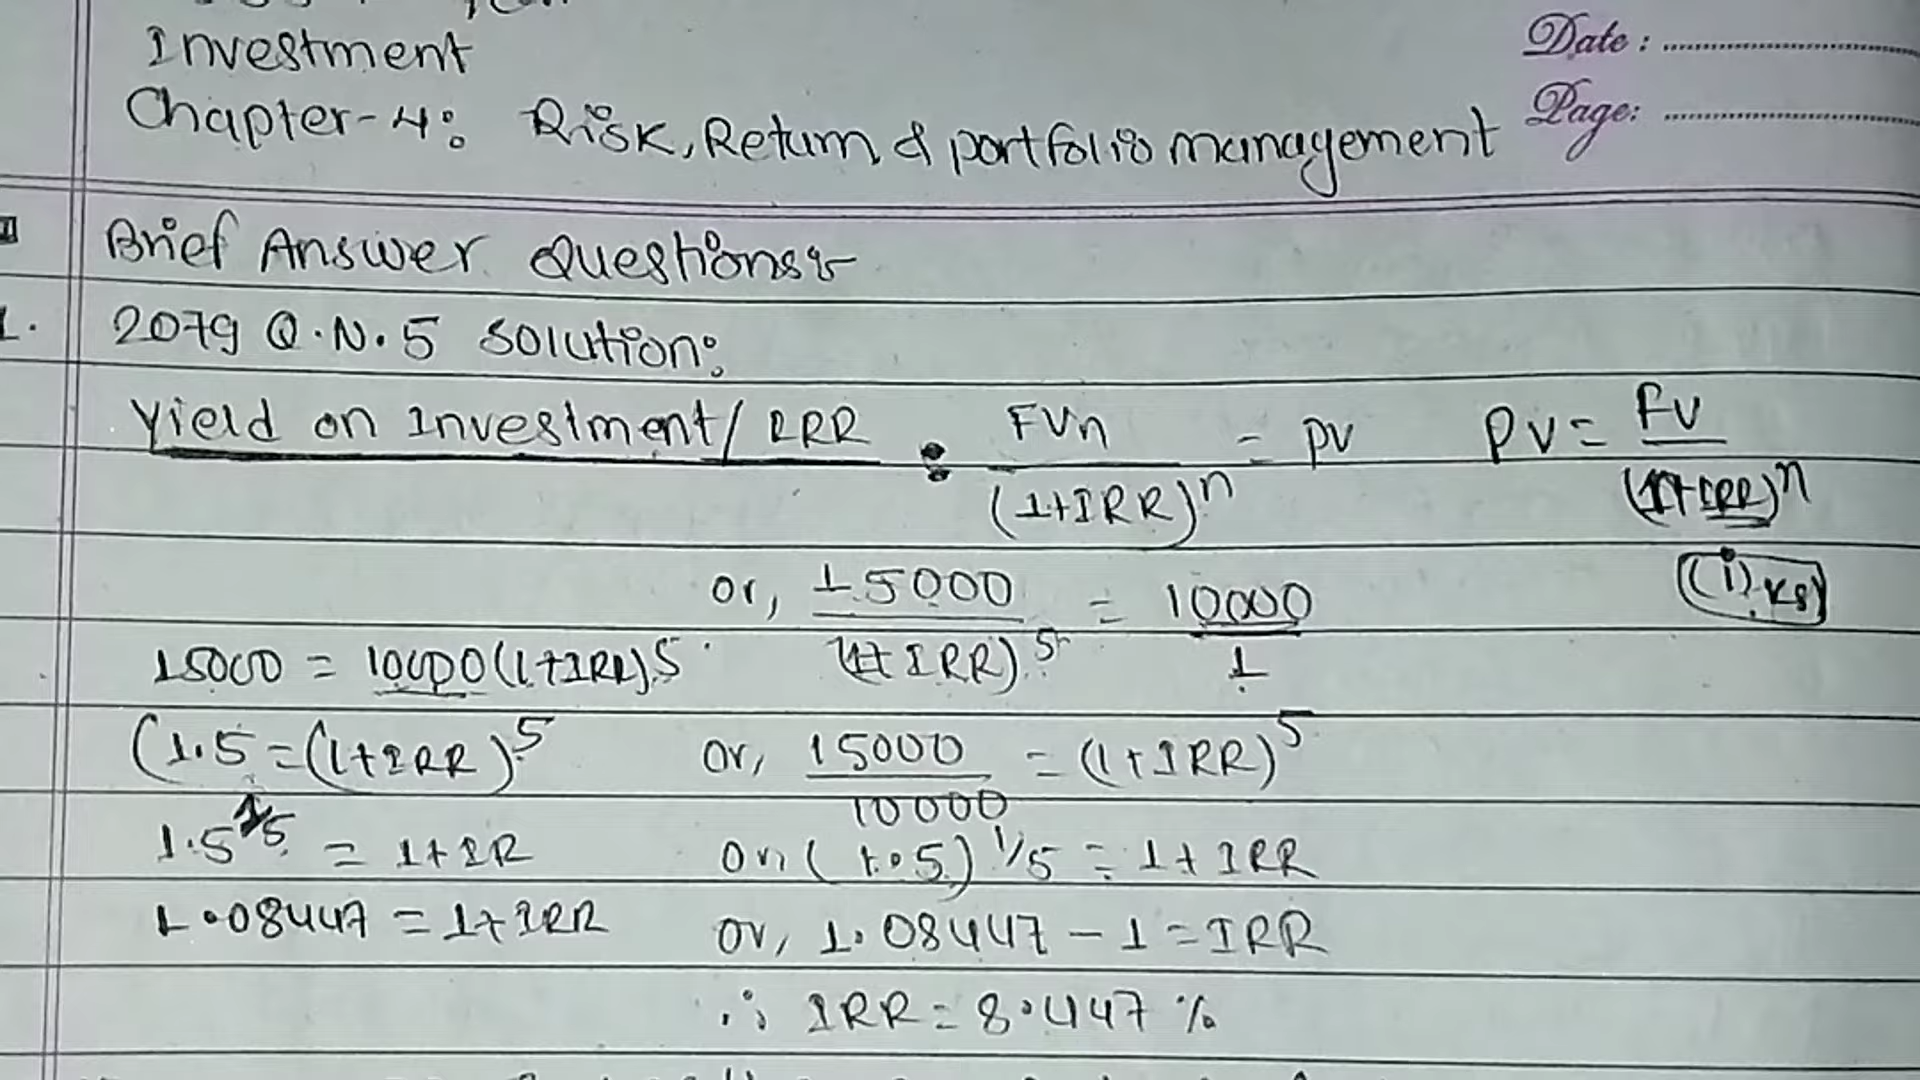 Investment
Date :
Chapter-4: Risk, Return & portfolio management
Page:
Brief Answer Questions:-
1. 2079 Q.N.5 solution:
Yield on Investment/ IRR : FVn / (1+IRR)^n = PV PV = FV / (1+IRR)^n
or, 15000 / (1+IRR)^5 = 10000 / 1
15000 = 10000(1+IRR)5
(1.5 = (1+IRR)^5 or, 15000 / 10000 = (1+IRR)^5
1.5^1/5 = 1+IR or (1.5)^1/5 = 1+IRR
1.08447 = 1+IRR or, 1.08447 - 1 = IRR
∴ IRR = 8.447 %